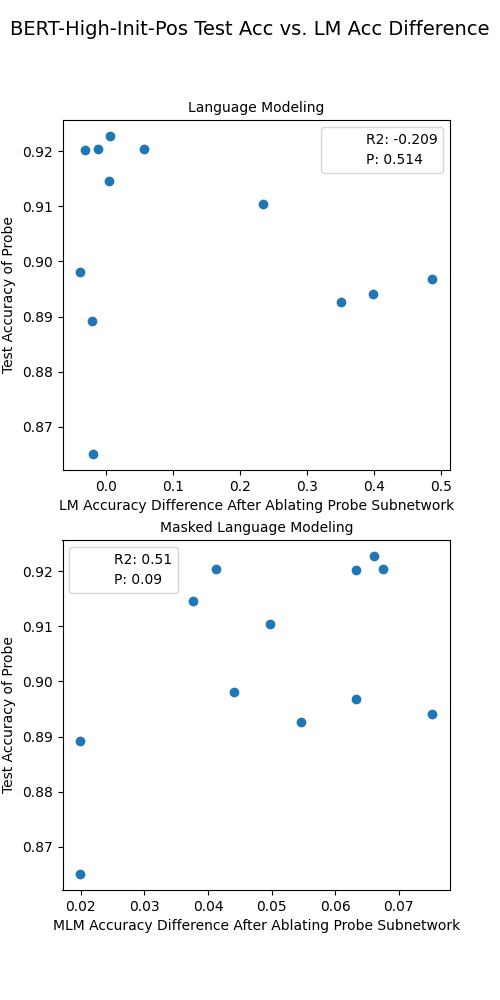 BERT-High-Init-Pos Test Acc vs. LM Acc Difference
Language Modeling
R2: -0.209
P: 0.514
0.92
0.91
0.90
0.89
0.88
0.87
Test Accuracy of Probe
0.0 0.1 0.2 0.3 0.4 0.5
LM Accuracy Difference After Ablating Probe Subnetwork
Masked Language Modeling
R2: 0.51
P: 0.09
0.92
0.91
0.90
0.89
0.88
0.87
Test Accuracy of Probe
0.02 0.03 0.04 0.05 0.06 0.07
MLM Accuracy Difference After Ablating Probe Subnetwork